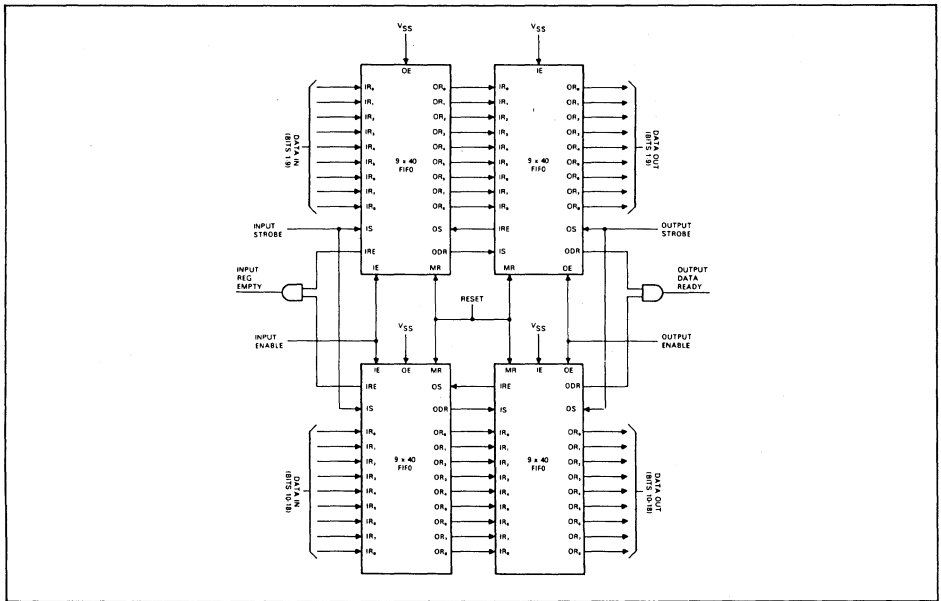 VSS
VSS
OE
IE
IR₀ OR₀ IR₀ OR₀
IR₁ OR₁ IR₁ OR₁
IR₂ OR₂ IR₂ OR₂
IR₃ OR₃ IR₃ OR₃
IR₄ OR₄ IR₄ OR₄
IR₅ OR₅ IR₅ OR₅
IR₆ OR₆ IR₆ OR₆
IR₇ OR₇ IR₇ OR₇
IR₈ OR₈ IR₈ OR₈
DATA IN
(BITS 1-9)
9 x 40
FIFO
9 x 40
FIFO
DATA OUT
(BITS 1-9)
INPUT
STROBE
IS OS IRE OS
OUTPUT
STROBE
IRE ODR IS ODR
IE MR MR OE
INPUT
REG
EMPTY
RESET
OUTPUT
DATA
READY
INPUT
ENABLE
VSS
VSS
OUTPUT
ENABLE
IE OE MR MR IE OE
IRE OS IRE ODR
IS ODR IS OS
IR₀ OR₀ IR₀ OR₀
IR₁ OR₁ IR₁ OR₁
IR₂ OR₂ IR₂ OR₂
IR₃ OR₃ IR₃ OR₃
IR₄ OR₄ IR₄ OR₄
IR₅ OR₅ IR₅ OR₅
IR₆ OR₆ IR₆ OR₆
IR₇ OR₇ IR₇ OR₇
IR₈ OR₈ IR₈ OR₈
DATA IN
(BITS 10-18)
9 x 40
FIFO
9 x 40
FIFO
DATA OUT
(BITS 10-18)